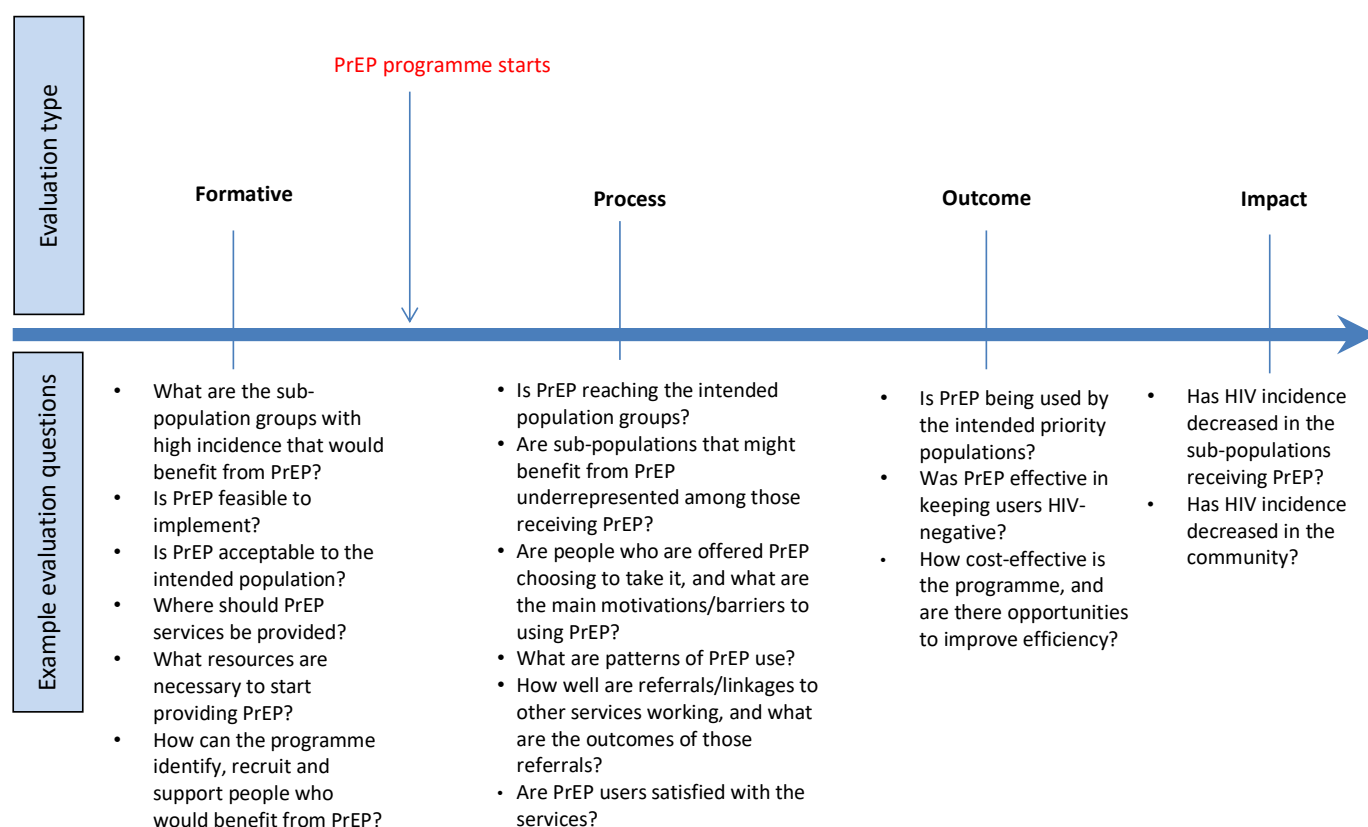 Evaluation type
PrEP programme starts
Formative
Process
Outcome
Impact
Example evaluation questions
• What are the sub-
population groups with
high incidence that would
benefit from PrEP?
• Is PrEP feasible to
implement?
• Is PrEP acceptable to the
intended population?
• Where should PrEP
services be provided?
• What resources are
necessary to start
providing PrEP?
• How can the programme
identify, recruit and
support people who
would benefit from PrEP?
• Is PrEP reaching the intended
population groups?
• Are sub-populations that might
benefit from PrEP
underrepresented among those
receiving PrEP?
• Are people who are offered PrEP
choosing to take it, and what are
the main motivations/barriers to
using PrEP?
• What are patterns of PrEP use?
• How well are referrals/linkages to
other services working, and what
are the outcomes of those
referrals?
• Are PrEP users satisfied with the
services?
• Is PrEP being used by
the intended priority
populations?
• Was PrEP effective in
keeping users HIV-
negative?
• How cost-effective is
the programme, and
are there opportunities
to improve efficiency?
• Has HIV incidence
decreased in the
sub-populations
receiving PrEP?
• Has HIV incidence
decreased in the
community?